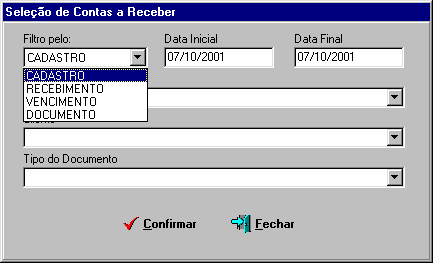 Seleção de Contas a Receber
Filtro pelo: Data Inicial Data Final
CADASTRO 07/10/2001 07/10/2001
CADASTRO
RECEBIMENTO
VENCIMENTO
DOCUMENTO
Tipo do Documento
Confirmar Fechar